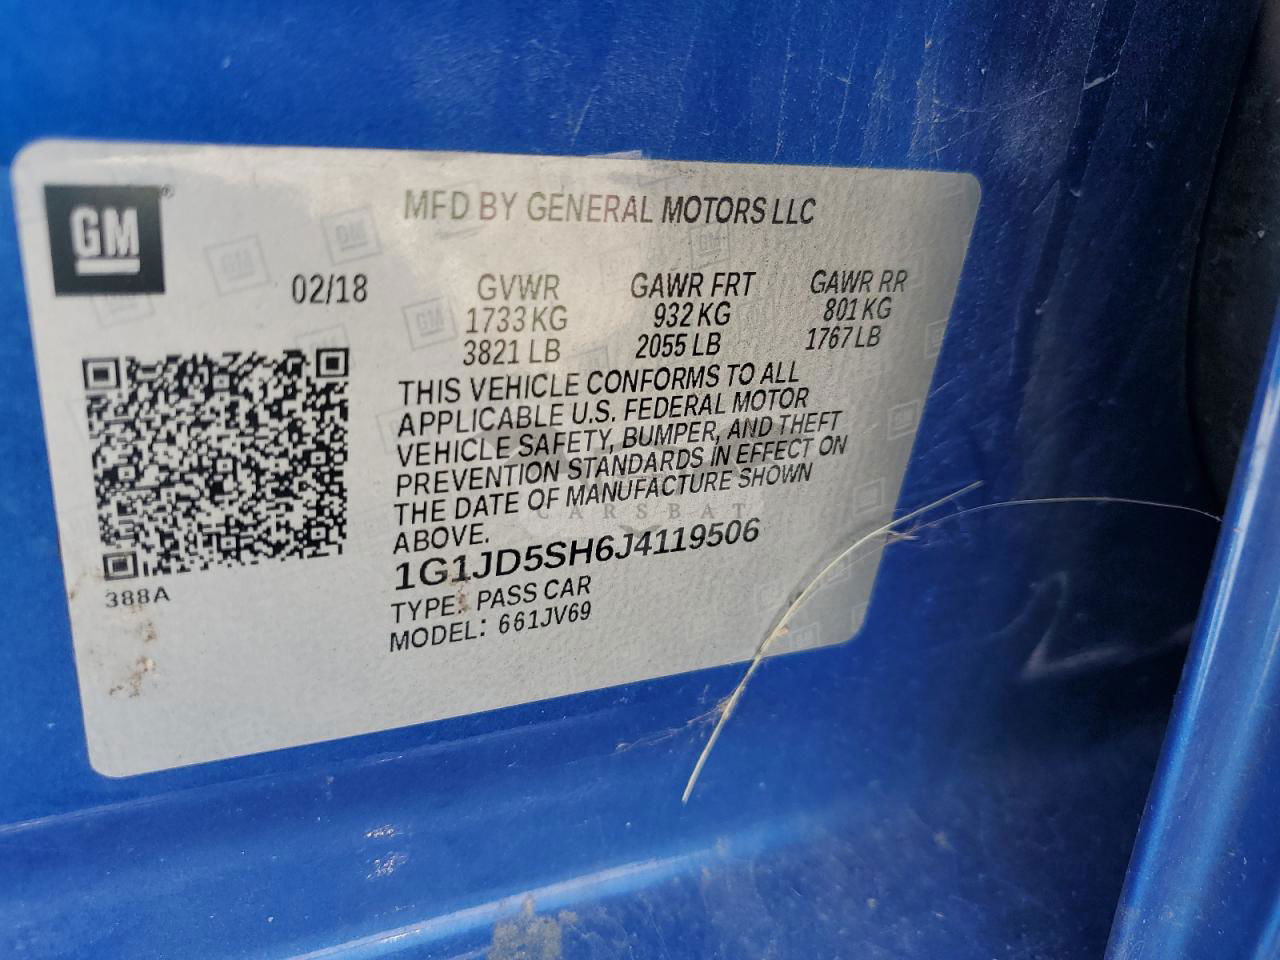 GM
MFD BY GENERAL MOTORS LLC
02/18
GVWR GAWR FRT GAWR RR
1733 KG 932 KG 801 KG
3821 LB 2055 LB 1767 LB
THIS VEHICLE CONFORMS TO ALL
APPLICABLE U.S. FEDERAL MOTOR
VEHICLE SAFETY, BUMPER, AND THEFT
PREVENTION STANDARDS IN EFFECT ON
THE DATE OF MANUFACTURE SHOWN
ABOVE.
CARSBAT
1G1JD5SH6J4119506
388A
TYPE: PASS CAR
MODEL: 661JV69